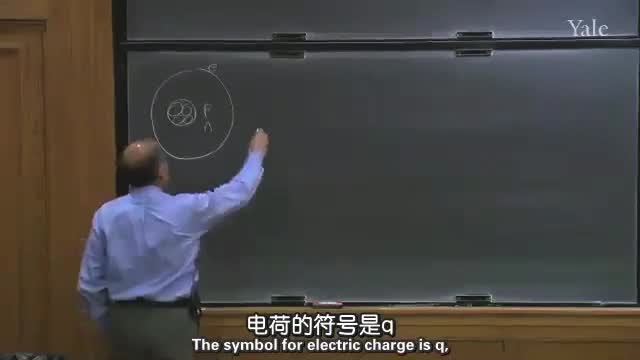 Yale
e
P
n
电荷的符号是q
The symbol for electric charge is q,